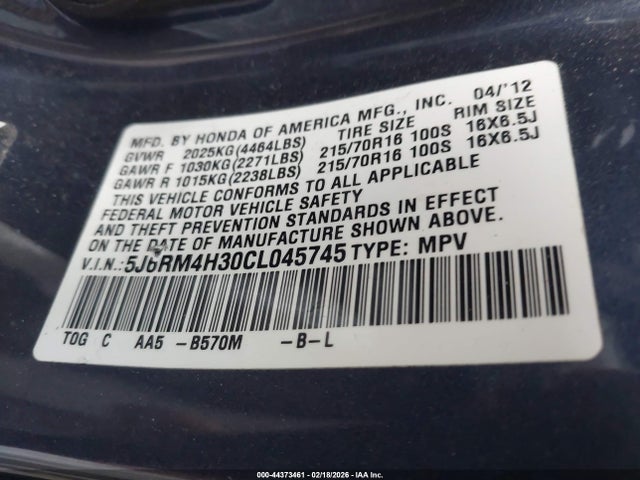 MFD. BY HONDA OF AMERICA MFG., INC. 04/'12
GVWR 2025KG(4464LBS) TIRE SIZE RIM SIZE
GAWR F 1030KG(2271LBS) 215/70R16 100S 16X6.5J
GAWR R 1015KG(2238LBS) 215/70R16 100S 16X6.5J
THIS VEHICLE CONFORMS TO ALL APPLICABLE
FEDERAL MOTOR VEHICLE SAFETY
AND THEFT PREVENTION STANDARDS IN EFFECT
ON THE DATE OF MANUFACTURE SHOWN ABOVE.
V.I.N.: 5J6RM4H30CL045745 TYPE: MPV
TOG C AA5 -B570M -B-L
000-44373461 - 02/18/2026 - IAA Inc.